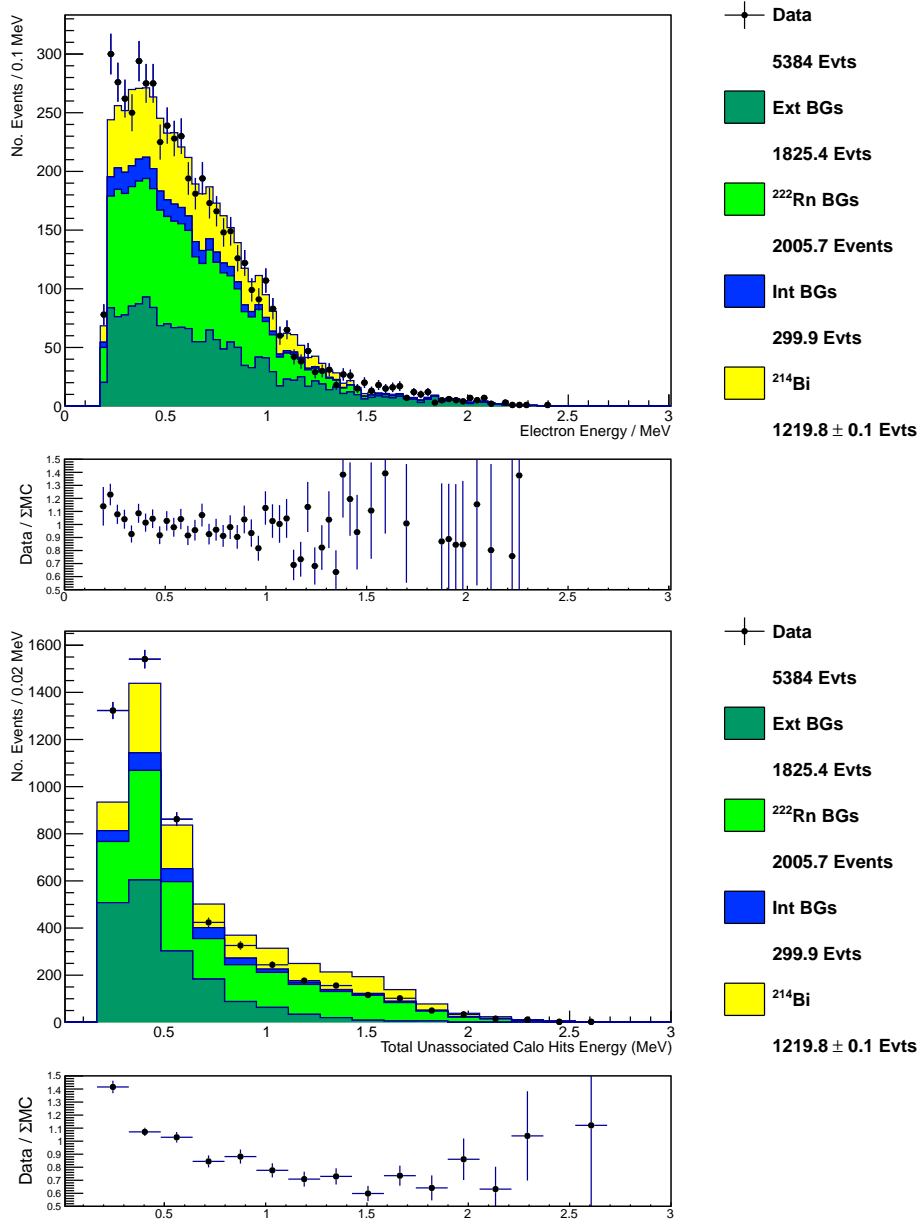 No. Events / 0.1 MeV
300
250
200
150
100
50
0
0 0.5 1 1.5 2 2.5 3
Electron Energy / MeV
Data
5384 Evts
Ext BGs
1825.4 Evts
²²²Rn BGs
2005.7 Events
Int BGs
299.9 Evts
²¹⁴Bi
1219.8 ± 0.1 Evts
Data / ΣMC
1.5
1.4
1.3
1.2
1.1
1
0.9
0.8
0.7
0.6
0.5
0 0.5 1 1.5 2 2.5 3
No. Events / 0.02 MeV
1600
1400
1200
1000
800
600
400
200
0
0.5 1 1.5 2 2.5 3
Total Unassociated Calo Hits Energy (MeV)
Data
5384 Evts
Ext BGs
1825.4 Evts
²²²Rn BGs
2005.7 Events
Int BGs
299.9 Evts
²¹⁴Bi
1219.8 ± 0.1 Evts
Data / ΣMC
1.5
1.4
1.3
1.2
1.1
1
0.9
0.8
0.7
0.6
0.5
0.5 1 1.5 2 2.5 3